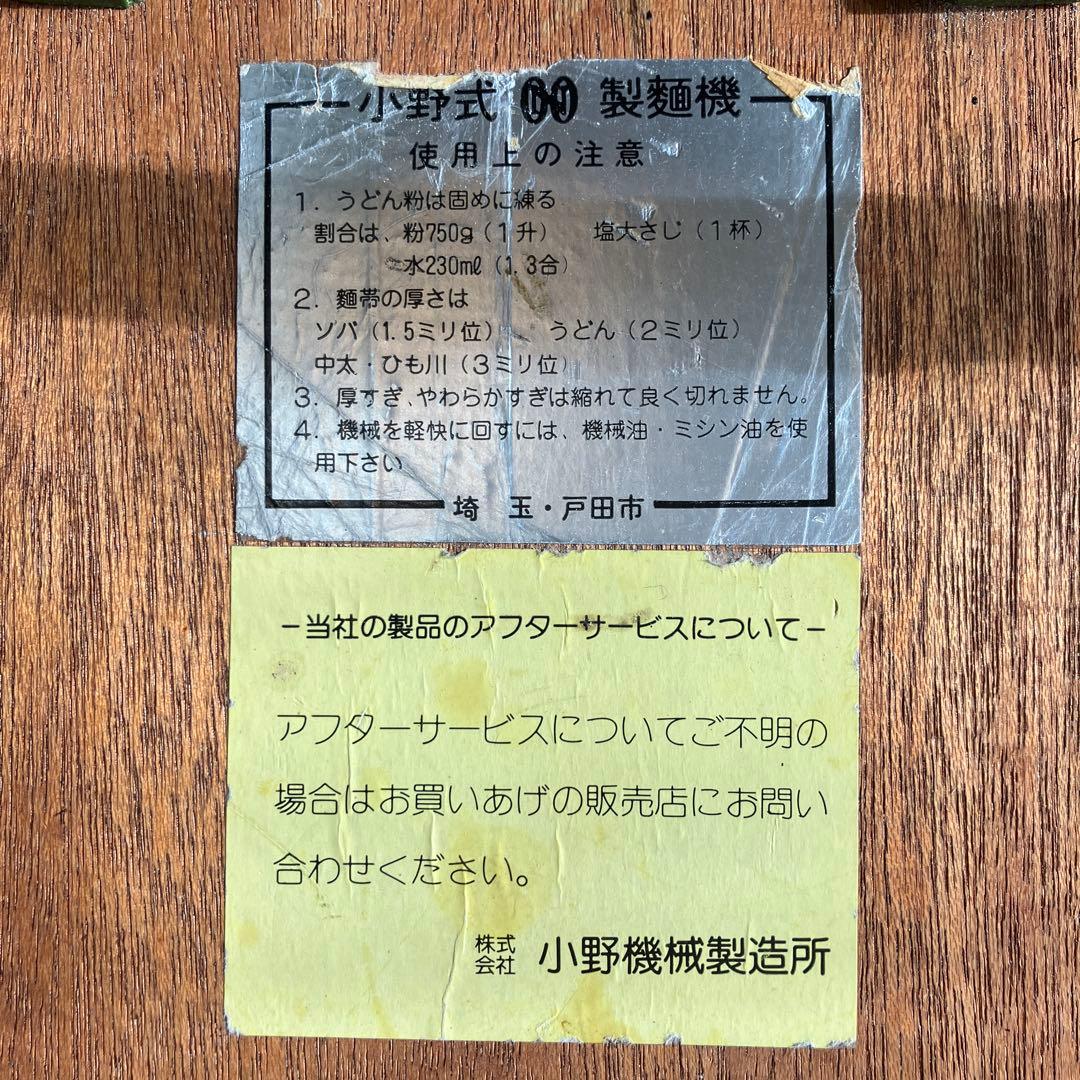 小野式 製麵機
使用上の注意
1. うどん粉は固めに練る
割合は、粉750g(1升) 塩大さじ(1杯)
水230ml(1.3合)
2. 麵帯の厚さは
ソバ(1.5ミリ位) うどん(2ミリ位)
中太・ひも川(3ミリ位)
3. 厚すぎ、やわらかすぎは縮れて良く切れません。
4. 機械を軽快に回すには、機械油・ミシン油を使
用下さい
埼 玉・戸田市
-当社の製品のアフターサービスについて-
アフターサービスについてご不明の
場合はお買いあげの販売店にお問い
合わせください。
株式会社 小野機械製造所